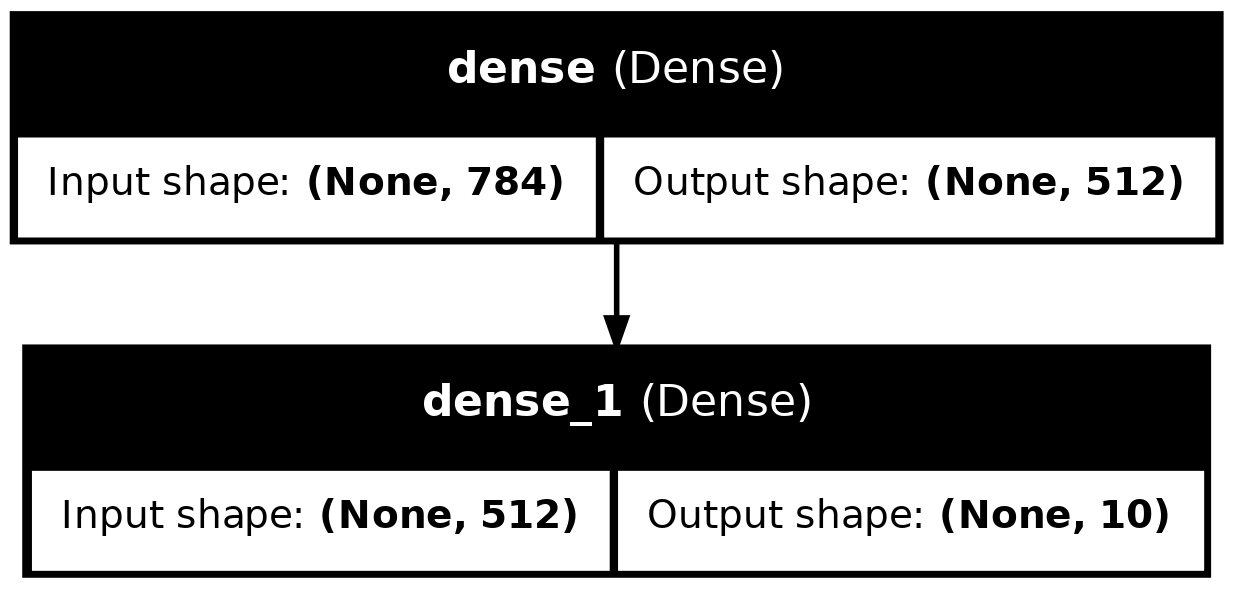 dense (Dense)
Input shape: (None, 784) Output shape: (None, 512)
dense_1 (Dense)
Input shape: (None, 512) Output shape: (None, 10)